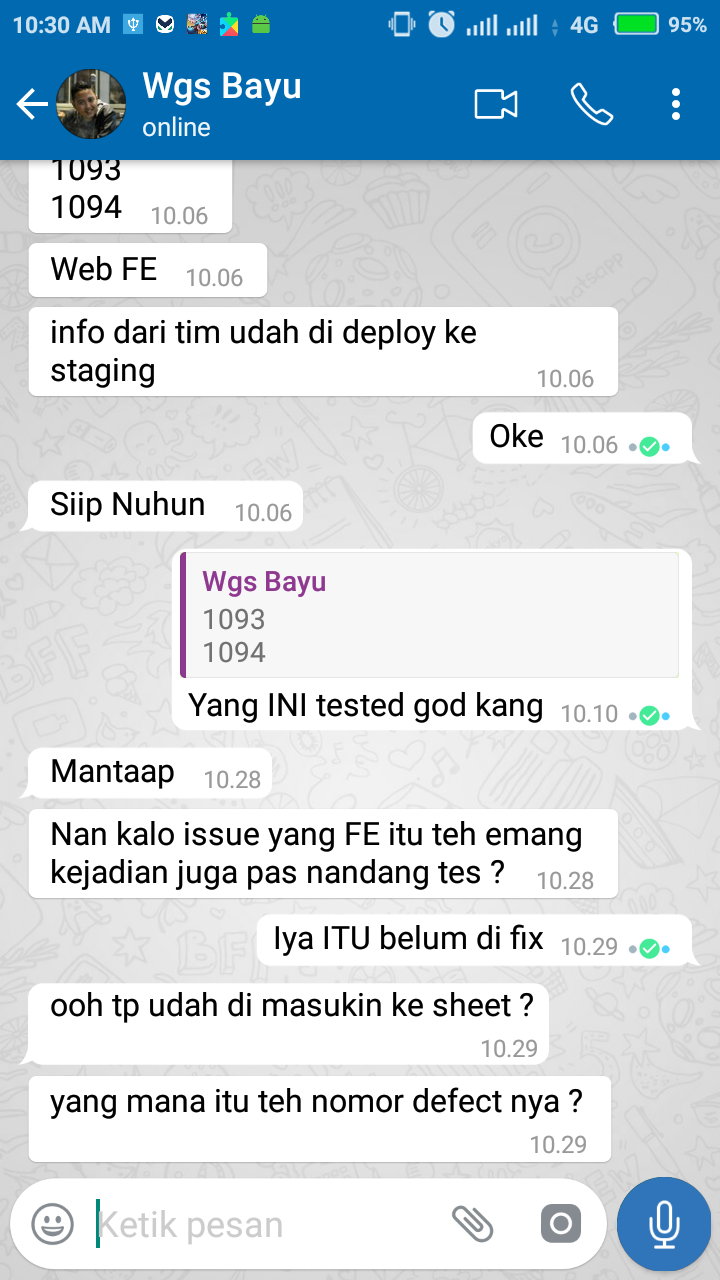 10:30 AM
4G
95%
Wgs Bayu
online
1093
1094
10.06
Web FE
10.06
info dari tim udah di deploy ke
staging
10.06
Oke
10.06
Siip Nuhun
10.06
Wgs Bayu
1093
1094
Yang INI tested god kang
10.10
Mantaap
10.28
Nan kalo issue yang FE itu teh emang
kejadian juga pas nandang tes ?
10.28
Iya ITU belum di fix
10.29
ooh tp udah di masukin ke sheet ?
10.29
yang mana itu teh nomor defect nya ?
10.29
Ketik pesan